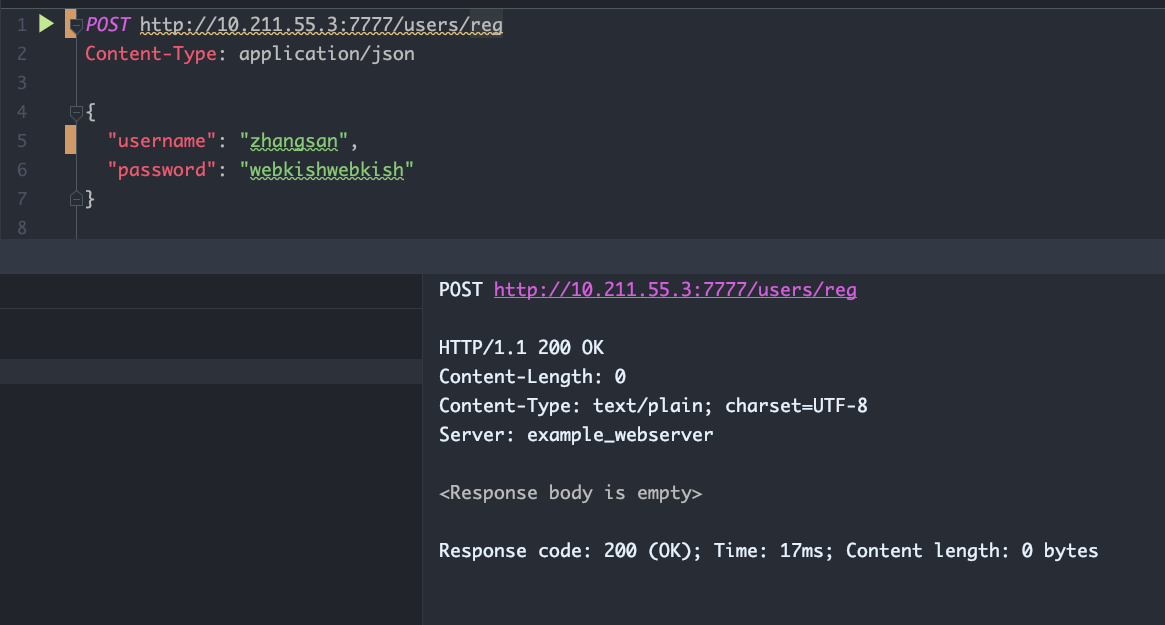 1 POST http://10.211.55.3:7777/users/reg
2 Content-Type: application/json
3
4 {
5 "username": "zhangsan",
6 "password": "webkishwebkish"
7 }
8
POST http://10.211.55.3:7777/users/reg
HTTP/1.1 200 OK
Content-Length: 0
Content-Type: text/plain; charset=UTF-8
Server: example_webserver
<Response body is empty>
Response code: 200 (OK); Time: 17ms; Content length: 0 bytes